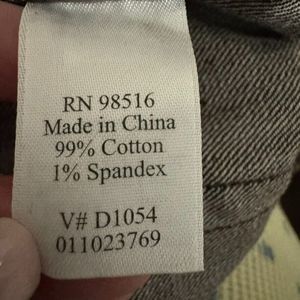 RN 98516
Made in China
99% Cotton
1% Spandex
V# D1054
011023769